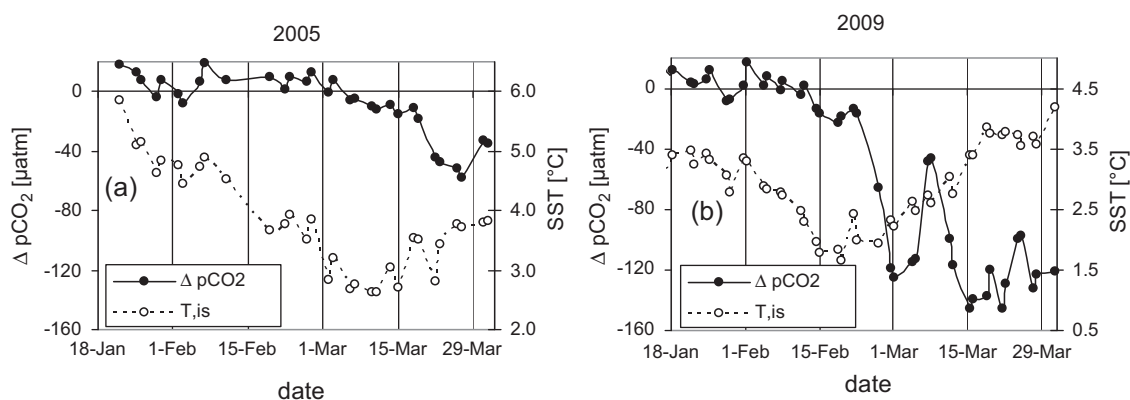 2005
0
-40
-80
-120
-160
Δ pCO₂ [µatm]
6.0
5.0
4.0
3.0
2.0
SST [°C]
(a)
Δ pCO2
T,is
18-Jan 1-Feb 15-Feb 1-Mar 15-Mar 29-Mar
date
2009
0
-40
-80
-120
-160
Δ pCO₂ [µatm]
4.5
3.5
2.5
1.5
0.5
SST [°C]
(b)
Δ pCO2
T,is
18-Jan 1-Feb 15-Feb 1-Mar 15-Mar 29-Mar
date